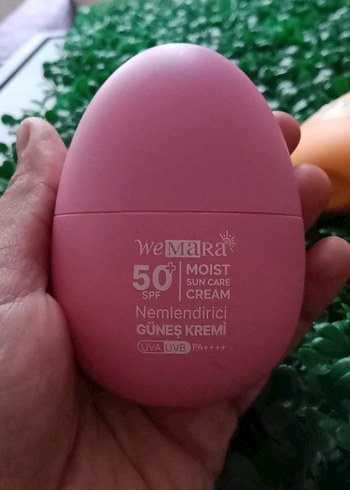 WEMARA
50+ SPF
MOIST
SUN CARE
CREAM
Nemlendirici
GÜNEŞ KREMİ
UVA UVB PA++++